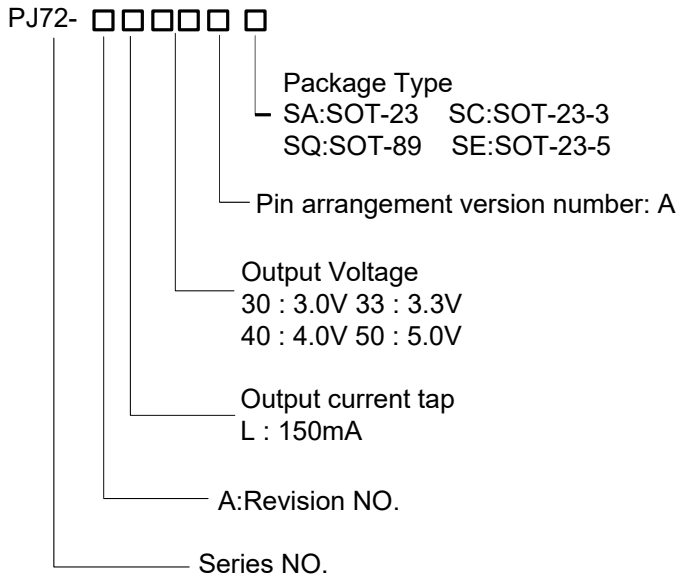 PJ72- □□□□□ □
Package Type
SA:SOT-23 SC:SOT-23-3
SQ:SOT-89 SE:SOT-23-5
Pin arrangement version number: A
Output Voltage
30 : 3.0V 33 : 3.3V
40 : 4.0V 50 : 5.0V
Output current tap
L : 150mA
A:Revision NO.
Series NO.